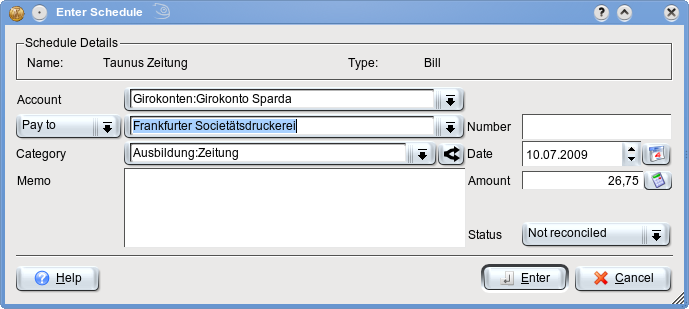 Enter Schedule
Schedule Details
Name: Taunus Zeitung Type: Bill
Account Girokonten:Girokonto Sparda
Pay to Frankfurter Societätsdruckerei Number
Category Ausbildung:Zeitung Date 10.07.2009
Memo Amount 26,75
Status Not reconciled
Help Enter Cancel